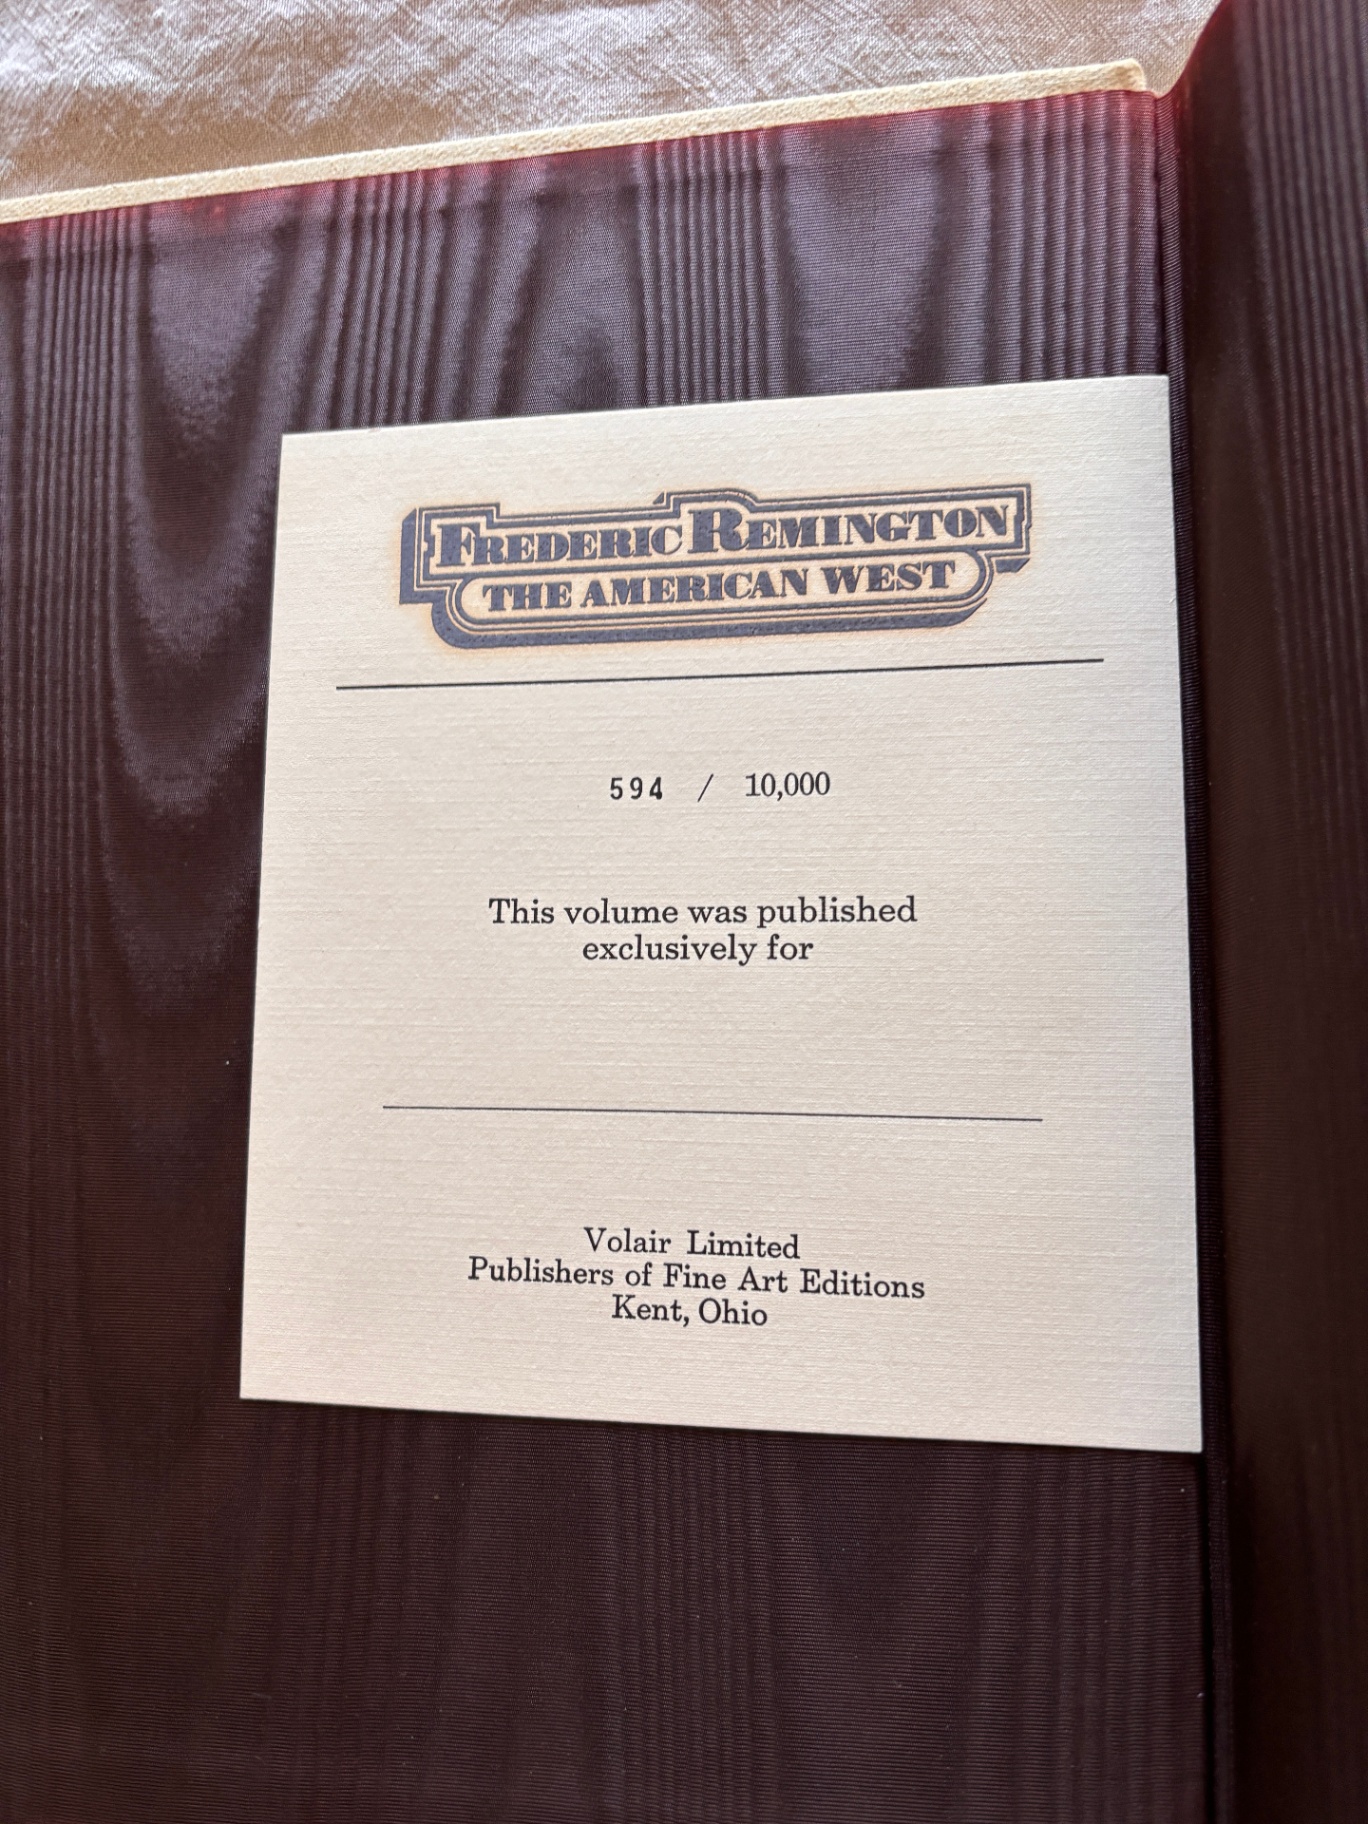 FREDERIC REMINGTON
THE AMERICAN WEST
594 / 10,000
This volume was published
exclusively for
Volair Limited
Publishers of Fine Art Editions
Kent, Ohio